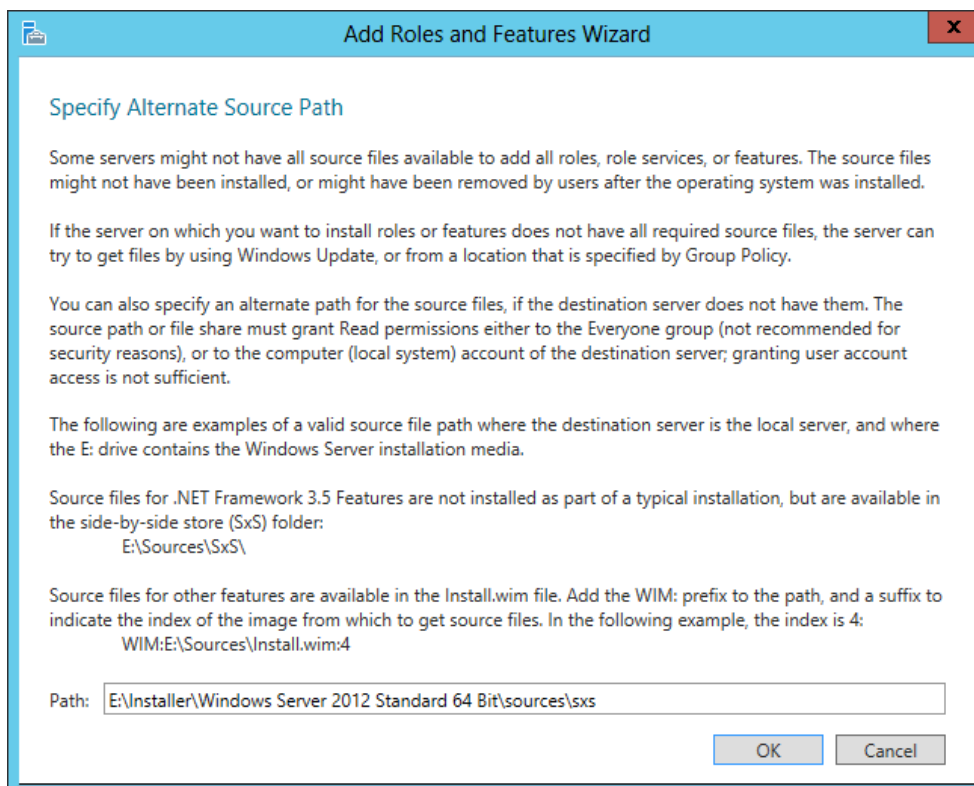 Add Roles and Features Wizard
x
Specify Alternate Source Path
Some servers might not have all source files available to add all roles, role services, or features. The source files
might not have been installed, or might have been removed by users after the operating system was installed.
If the server on which you want to install roles or features does not have all required source files, the server can
try to get files by using Windows Update, or from a location that is specified by Group Policy.
You can also specify an alternate path for the source files, if the destination server does not have them. The
source path or file share must grant Read permissions either to the Everyone group (not recommended for
security reasons), or to the computer (local system) account of the destination server; granting user account
access is not sufficient.
The following are examples of a valid source file path where the destination server is the local server, and where
the E: drive contains the Windows Server installation media.
Source files for .NET Framework 3.5 Features are not installed as part of a typical installation, but are available in
the side-by-side store (SxS) folder:
E:\Sources\SxS\
Source files for other features are available in the Install.wim file. Add the WIM: prefix to the path, and a suffix to
indicate the index of the image from which to get source files. In the following example, the index is 4:
WIM:E:\Sources\Install.wim:4
Path: E:\Installer\Windows Server 2012 Standard 64 Bit\sources\sxs
OK Cancel